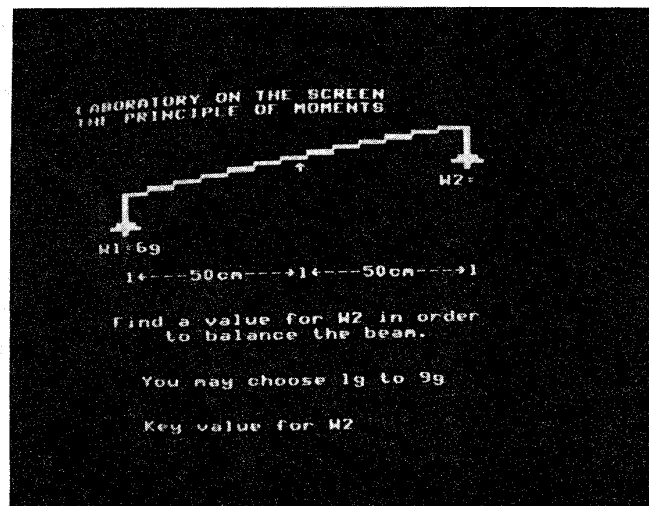 LABORATORY ON THE SCREEN
THE PRINCIPLE OF MOMENTS
W2=
W1=6g
1←---50cm---→1←---50cm---→1
Find a value for W2 in order
to balance the beam.
You may choose 1g to 9g
Key value for W2